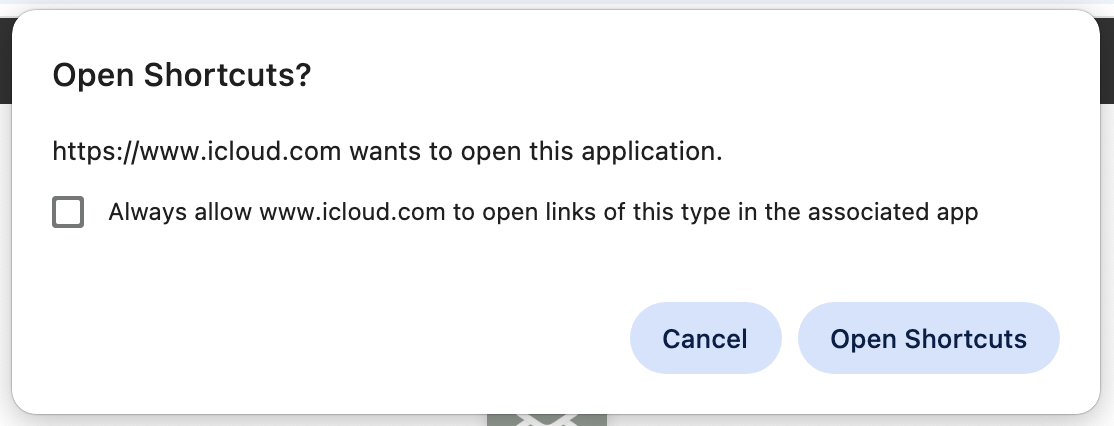 Open Shortcuts?
https://www.icloud.com wants to open this application.
Always allow www.icloud.com to open links of this type in the associated app
Cancel
Open Shortcuts